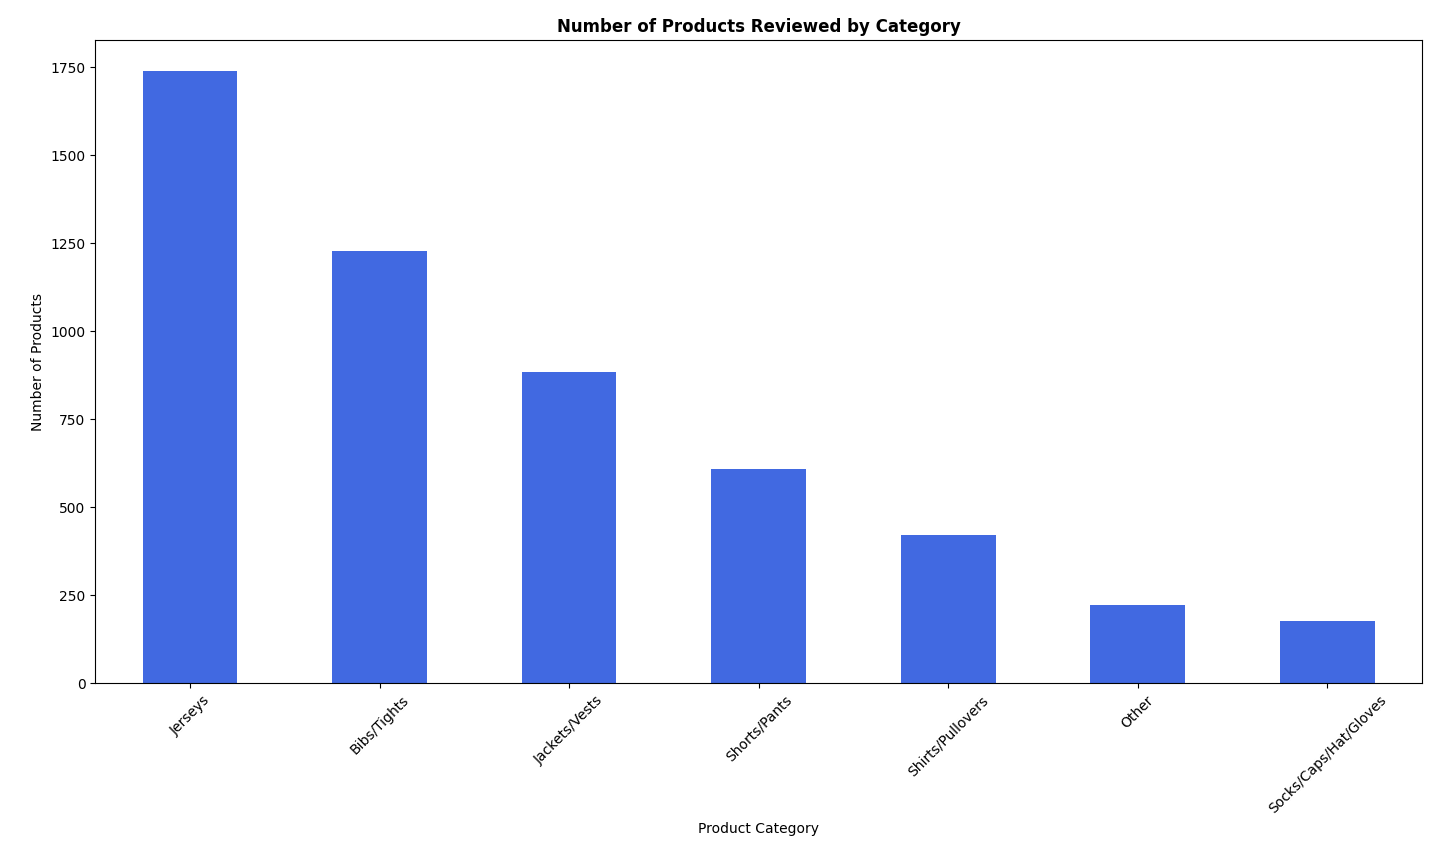 Number of Products Reviewed by Category
Number of Products
1750
1500
1250
1000
750
500
250
0
Jerseys
Bibs/Tights
Jackets/Vests
Shorts/Pants
Shirts/Pullovers
Other
Socks/Caps/Hat/Gloves
Product Category